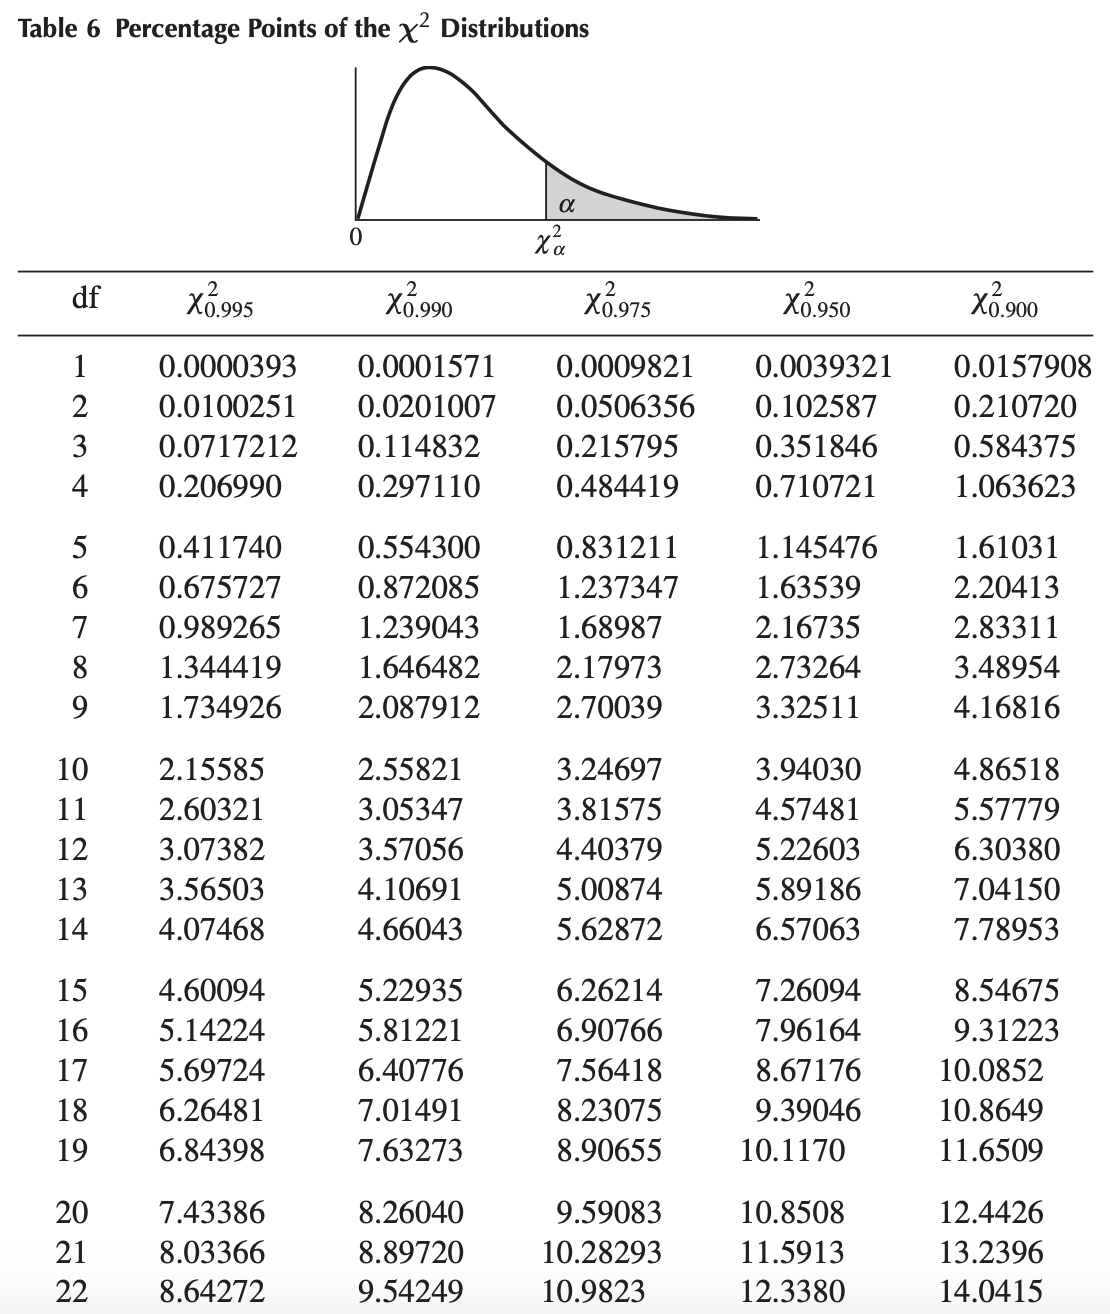 Table 6 Percentage Points of the χ² Distributions
α
0
χ²α
df χ²0.995 χ²0.990 χ²0.975 χ²0.950 χ²0.900
1 0.0000393 0.0001571 0.0009821 0.0039321 0.0157908
2 0.0100251 0.0201007 0.0506356 0.102587 0.210720
3 0.0717212 0.114832 0.215795 0.351846 0.584375
4 0.206990 0.297110 0.484419 0.710721 1.063623
5 0.411740 0.554300 0.831211 1.145476 1.61031
6 0.675727 0.872085 1.237347 1.63539 2.20413
7 0.989265 1.239043 1.68987 2.16735 2.83311
8 1.344419 1.646482 2.17973 2.73264 3.48954
9 1.734926 2.087912 2.70039 3.32511 4.16816
10 2.15585 2.55821 3.24697 3.94030 4.86518
11 2.60321 3.05347 3.81575 4.57481 5.57779
12 3.07382 3.57056 4.40379 5.22603 6.30380
13 3.56503 4.10691 5.00874 5.89186 7.04150
14 4.07468 4.66043 5.62872 6.57063 7.78953
15 4.60094 5.22935 6.26214 7.26094 8.54675
16 5.14224 5.81221 6.90766 7.96164 9.31223
17 5.69724 6.40776 7.56418 8.67176 10.0852
18 6.26481 7.01491 8.23075 9.39046 10.8649
19 6.84398 7.63273 8.90655 10.1170 11.6509
20 7.43386 8.26040 9.59083 10.8508 12.4426
21 8.03366 8.89720 10.28293 11.5913 13.2396
22 8.64272 9.54249 10.9823 12.3380 14.0415